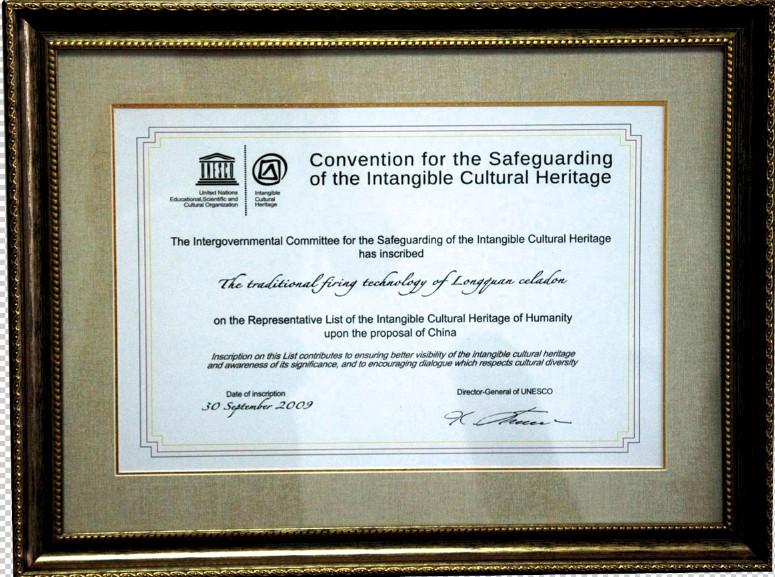 UNESCO
United Nations
Educational, Scientific and
Cultural Organization
Intangible
Cultural
Heritage
Convention for the Safeguarding
of the Intangible Cultural Heritage
The Intergovernmental Committee for the Safeguarding of the Intangible Cultural Heritage
has inscribed
The traditional firing technology of Longquan celadon
on the Representative List of the Intangible Cultural Heritage of Humanity
upon the proposal of China
Inscription on this List contributes to ensuring better visibility of the intangible cultural heritage
and awareness of its significance, and to encouraging dialogue which respects cultural diversity
Date of inscription
30 September 2009
Director-General of UNESCO